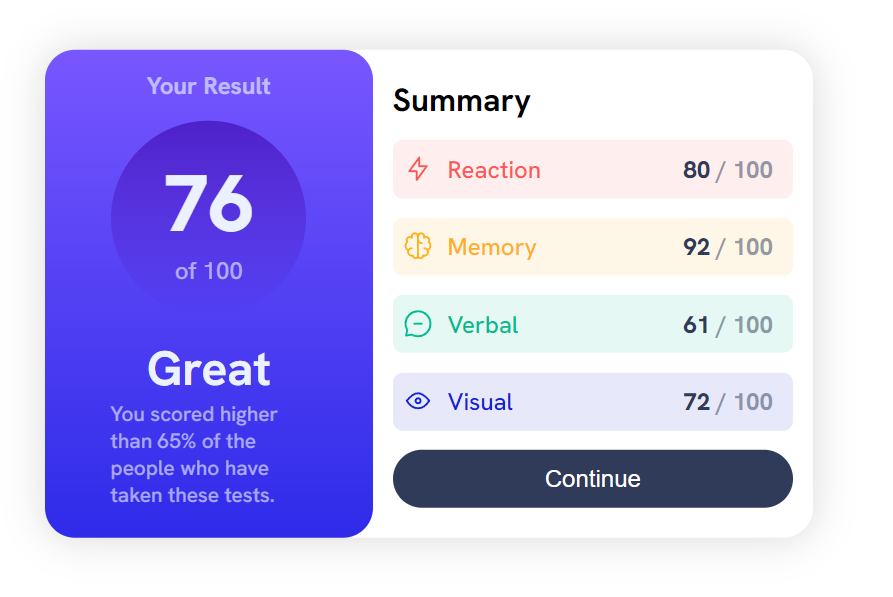 Your Result
76
of 100
Great
You scored higher
than 65% of the
people who have
taken these tests.
Summary
Reaction 80 / 100
Memory 92 / 100
Verbal 61 / 100
Visual 72 / 100
Continue